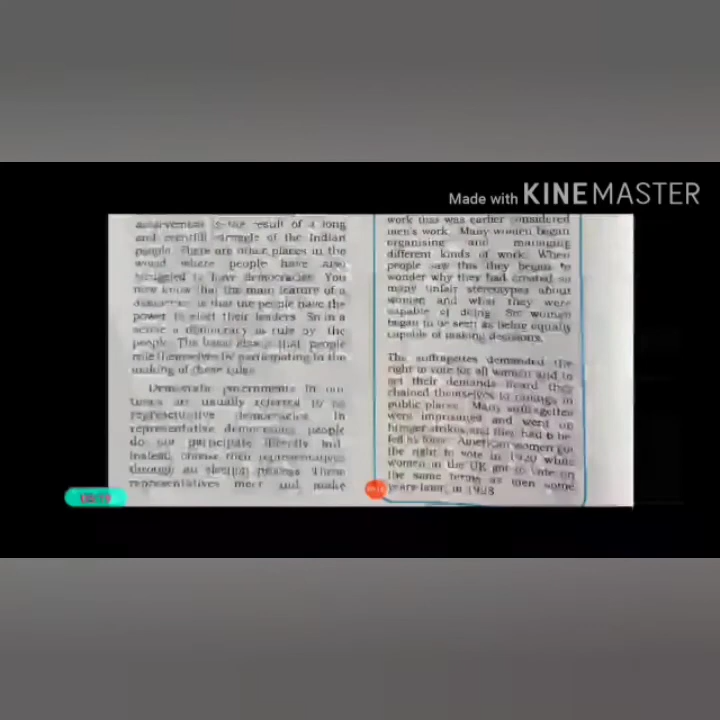 Made with KINEMASTER
is the result of a long
and eventful struggle of the Indian
people. There are other places in the
world where people have also
struggled to have democracies. You
now know that the main feature of a
democracy is that the people have the
power to elect their leaders. So in a
sense a democracy is rule by the
people. The basic idea is that people
rule themselves by participating in the
making of these rules.
Democratic governments in our
times are usually referred to as
representative democracies. In
representative democracies people
do not participate directly but,
instead, choose their representatives
through an election process. These
representatives meet and make
work that was earlier considered
men's work. Many women began
organising and managing
different kinds of work. When
people saw this they began to
wonder why they had created so
many unfair stereotypes about
women and what they were
capable of doing. So women
began to be seen as being equally
capable of making decisions.
The suffragettes demanded the
right to vote for all women and to
get their demands heard they
chained themselves to railings in
public places. Many suffragettes
were imprisoned and went on
hunger strikes, and they had to be
fed by force. American women got
the right to vote in 1920 while
women in the UK got to vote on
the same terms as men some
years later, in 1928